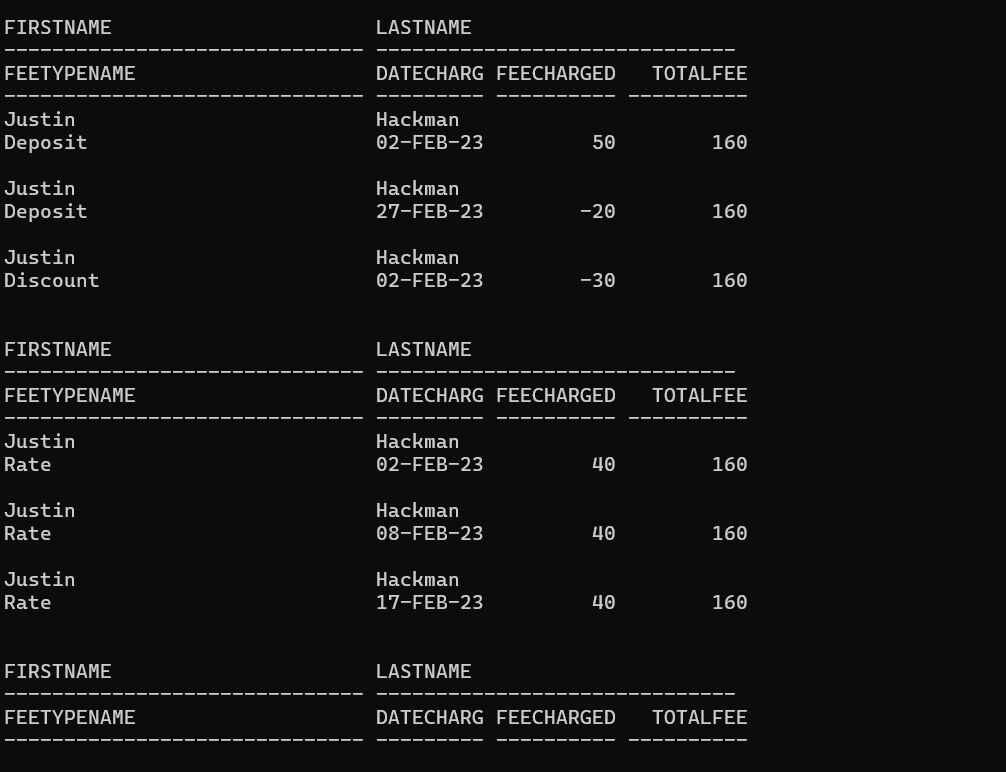 FIRSTNAME                      LASTNAME
------------------------------ ------------------------------
FEETYPENAME                    DATECHARG FEECHARGED   TOTALFEE
------------------------------ --------- ---------- ----------
Justin                         Hackman
Deposit                        02-FEB-23         50        160

Justin                         Hackman
Deposit                        27-FEB-23        -20        160

Justin                         Hackman
Discount                       02-FEB-23        -30        160


FIRSTNAME                      LASTNAME
------------------------------ ------------------------------
FEETYPENAME                    DATECHARG FEECHARGED   TOTALFEE
------------------------------ --------- ---------- ----------
Justin                         Hackman
Rate                           02-FEB-23         40        160

Justin                         Hackman
Rate                           08-FEB-23         40        160

Justin                         Hackman
Rate                           17-FEB-23         40        160


FIRSTNAME                      LASTNAME
------------------------------ ------------------------------
FEETYPENAME                    DATECHARG FEECHARGED   TOTALFEE
------------------------------ --------- ---------- ----------